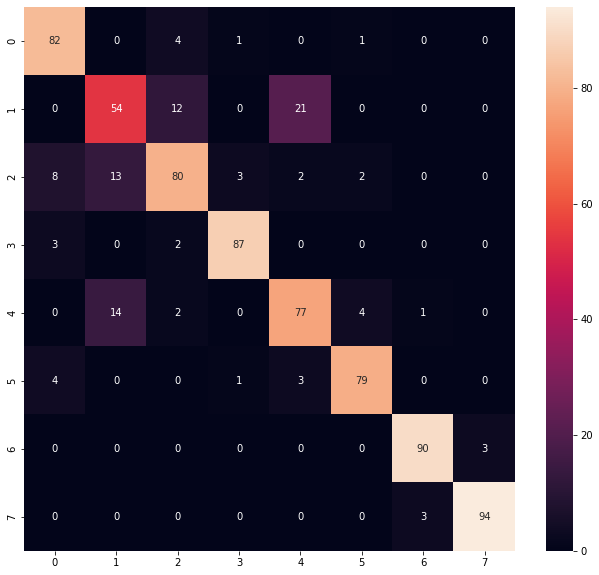 0 82 0 4 1 0 1 0 0
1 0 54 12 0 21 0 0 0
2 8 13 80 3 2 2 0 0
3 3 0 2 87 0 0 0 0
4 0 14 2 0 77 4 1 0
5 4 0 0 1 3 79 0 0
6 0 0 0 0 0 0 90 3
7 0 0 0 0 0 0 3 94
0 1 2 3 4 5 6 7
80
60
40
20
0